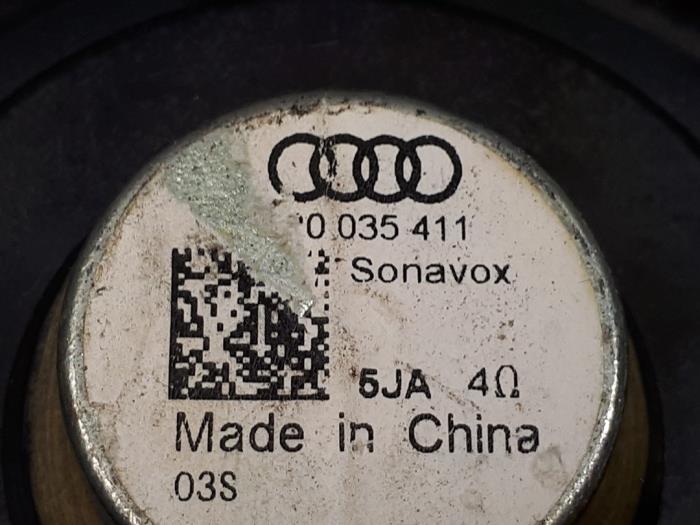 0 035 411
Sonavox
5JA 4Ω
Made in China
03S